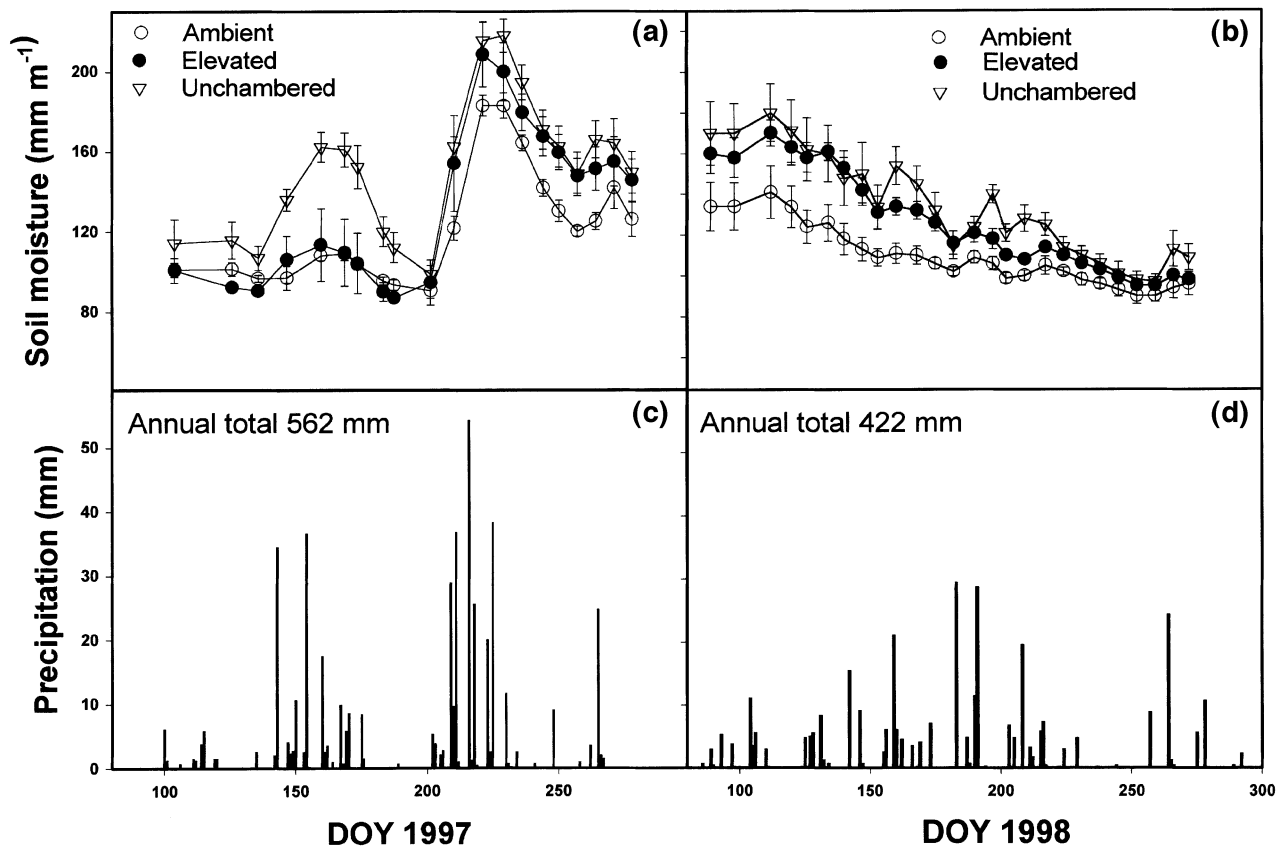 (a)
Ambient
Elevated
Unchambered
(b)
Ambient
Elevated
Unchambered
Soil moisture (mm m-1)
200
160
120
80
(c)
Annual total 562 mm
(d)
Annual total 422 mm
Precipitation (mm)
50
40
30
20
10
0
100 150 200 250
100 150 200 250 300
DOY 1997
DOY 1998